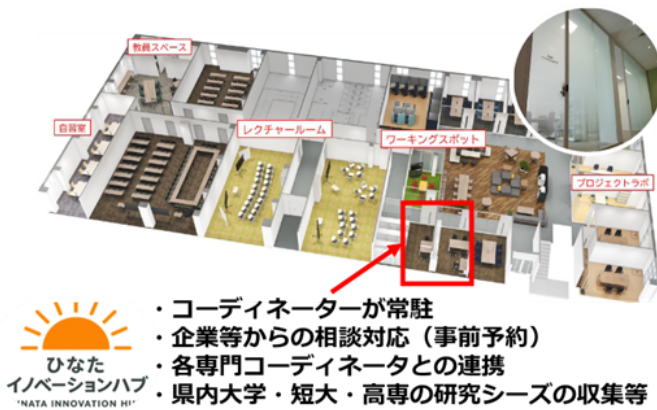 教員スペース
自習室
レクチャールーム
ワーキングスポット
プロジェクトラボ
・コーディネーターが常駐
・企業等からの相談対応（事前予約）
・各専門コーディネータとの連携
・県内大学・短大・高専の研究シーズの収集等
ひなた
イノベーションハブ
INNOVATION